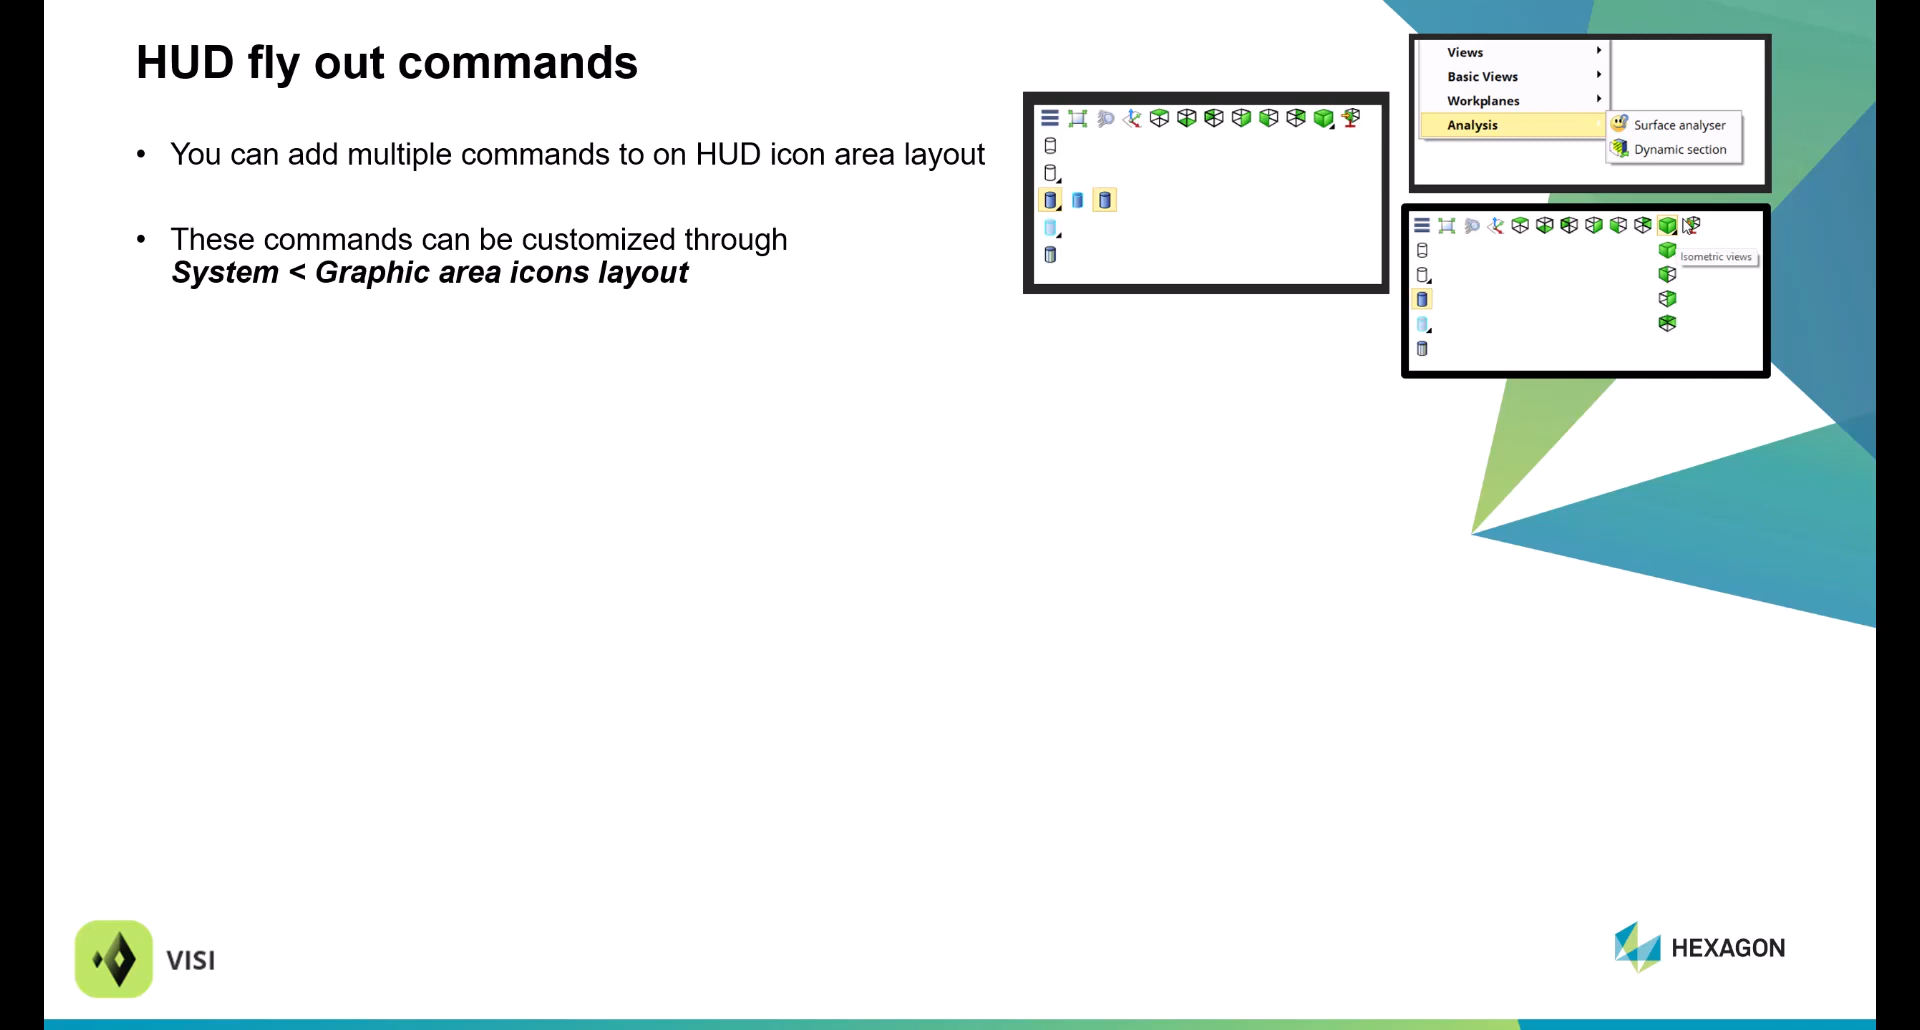 HUD fly out commands
• You can add multiple commands to on HUD icon area layout
• These commands can be customized through
System < Graphic area icons layout
Views
Basic Views
Workplanes
Analysis
Surface analyser
Dynamic section
Isometric views
VISI
HEXAGON